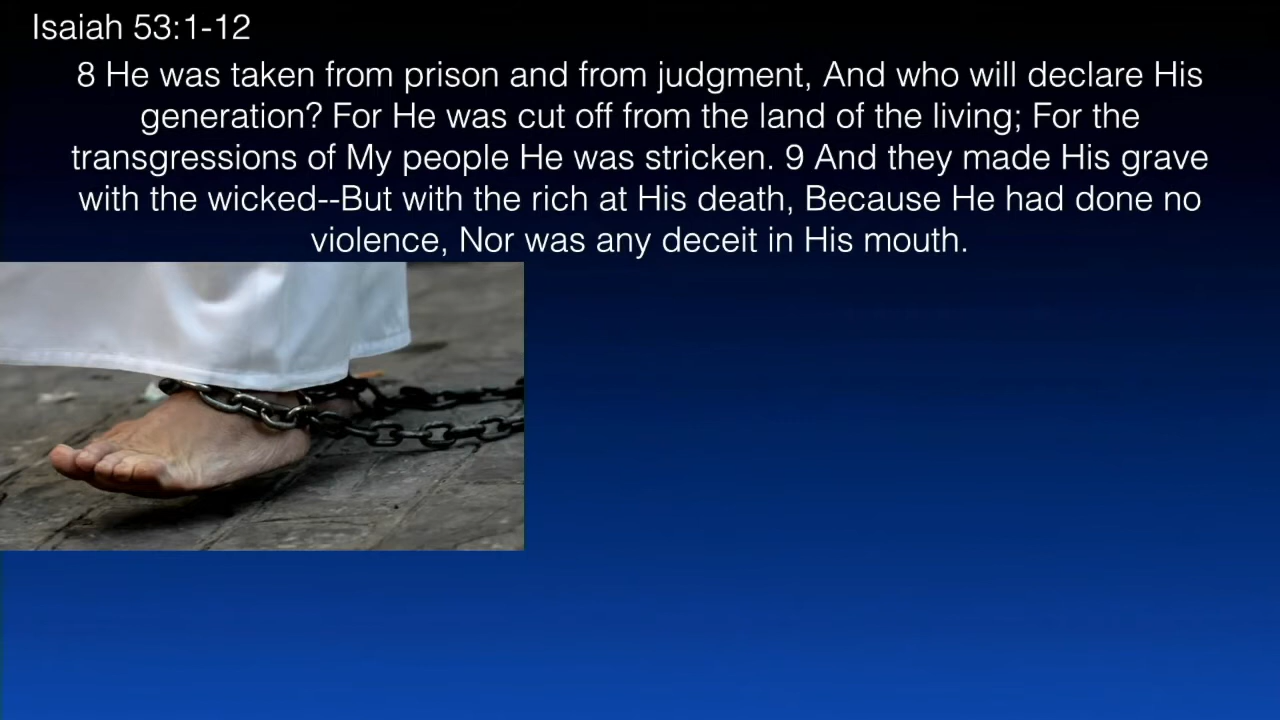 Isaiah 53:1-12
8 He was taken from prison and from judgment, And who will declare His
generation? For He was cut off from the land of the living; For the
transgressions of My people He was stricken. 9 And they made His grave
with the wicked--But with the rich at His death, Because He had done no
violence, Nor was any deceit in His mouth.